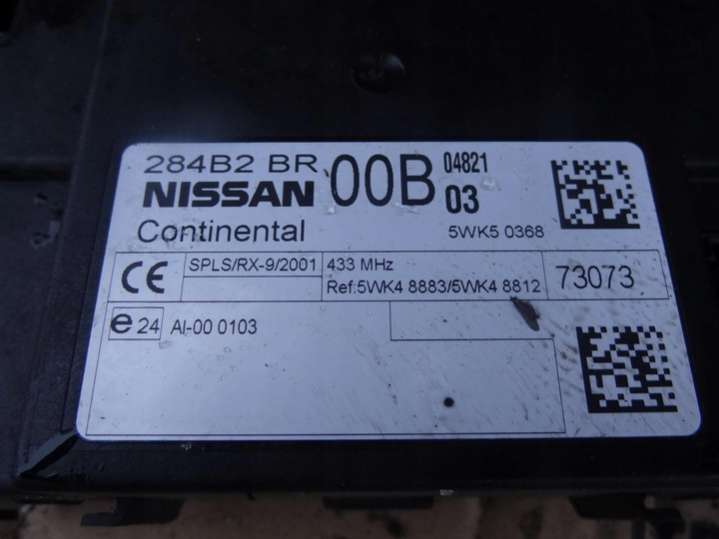 284B2 BR 00B 04821
NISSAN 03
Continental 5WK5 0368
CE SPLS/RX-9/2001 433 MHz 73073
Ref:5WK4 8883/5WK4 8812
e 24 AI-00 0103